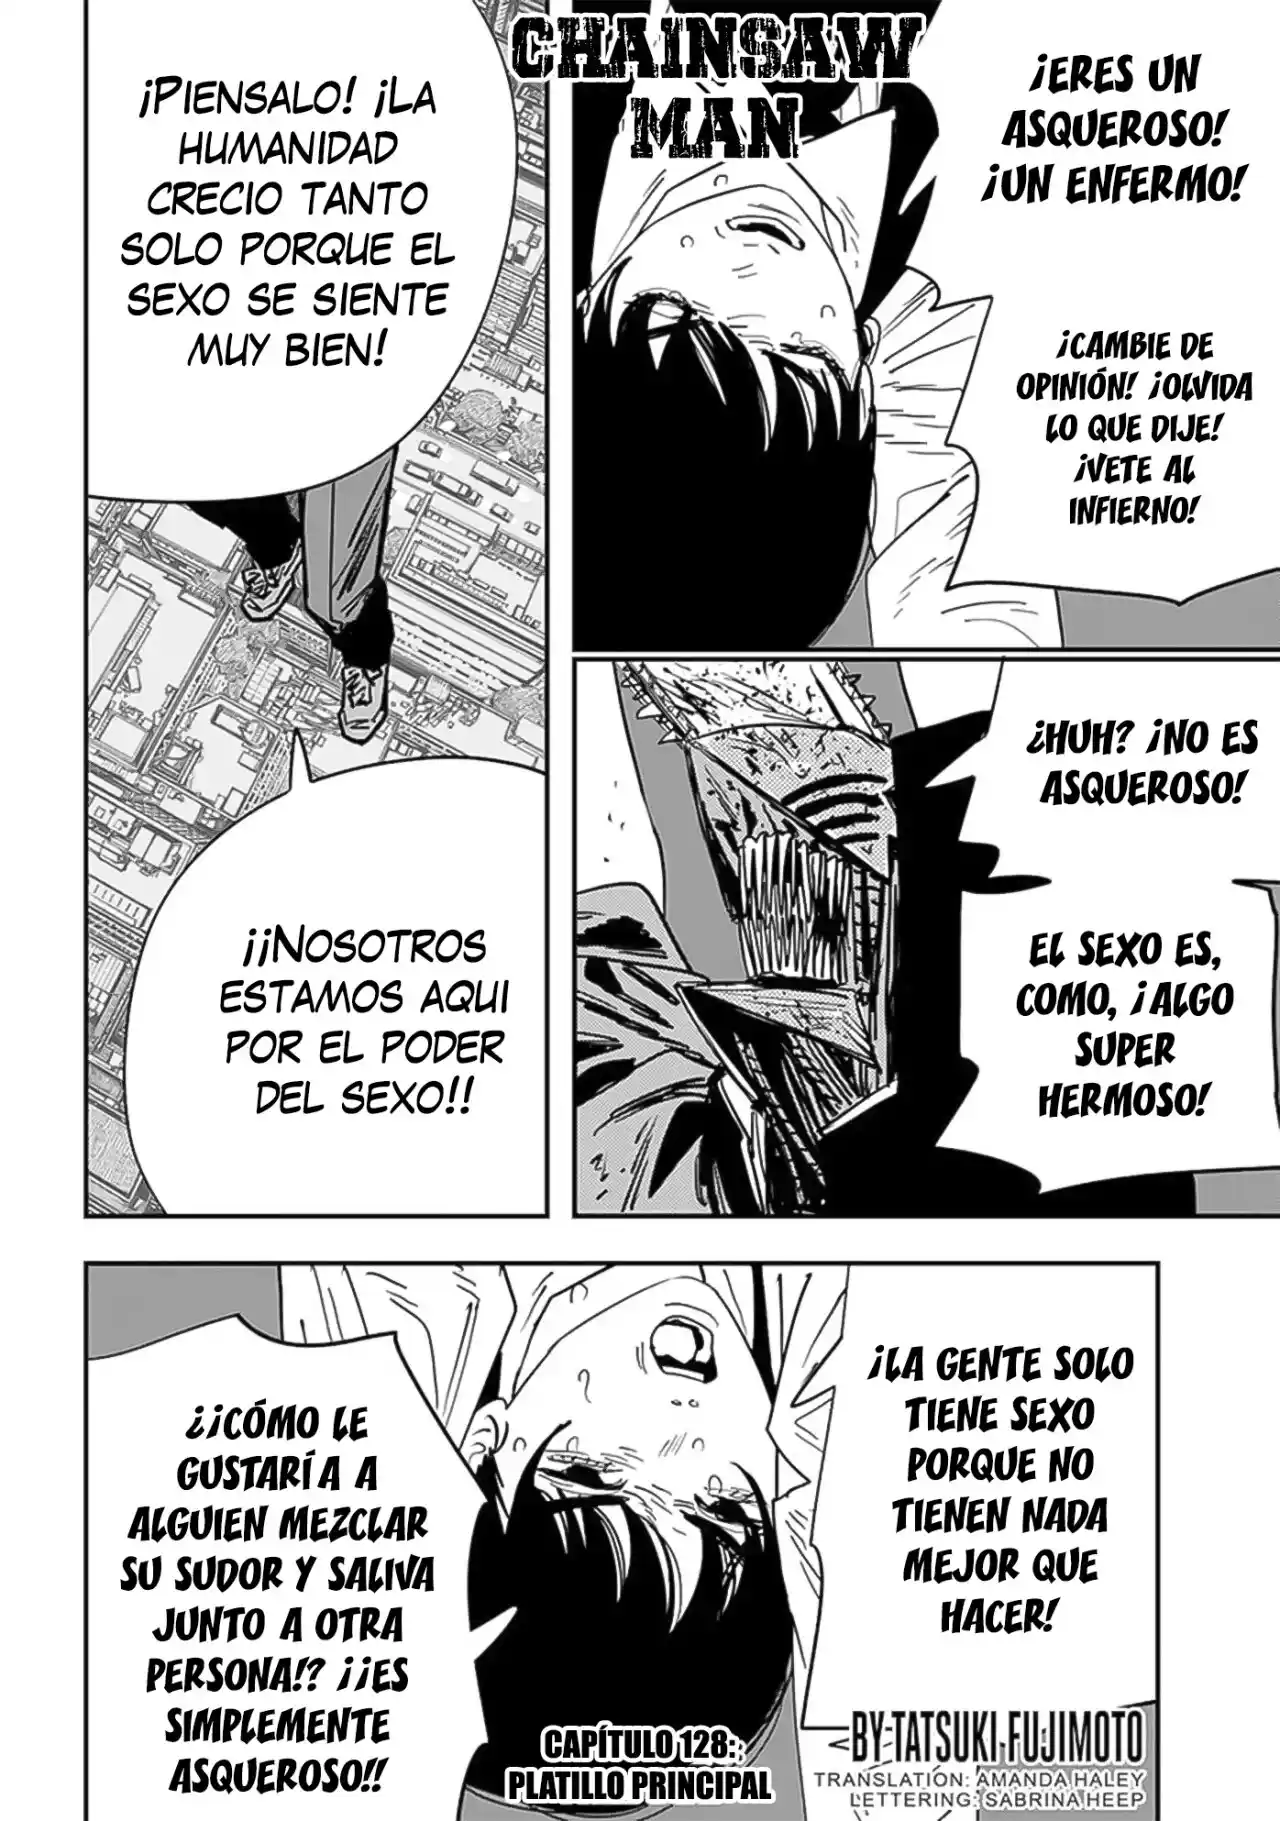 CHAINSAW
MAN
¡ERES UN
ASQUEROSO!
¡UN ENFERMO!
¡CAMBIE DE
OPINIÓN! ¡OLVIDA
LO QUE DIJE!
¡VETE AL
INFIERNO!
¿HUH? ¡NO ES
ASQUEROSO!
EL SEXO ES,
COMO, ¡ALGO
SUPER
HERMOSO!
¡PIENSALO! ¡LA
HUMANIDAD
CRECIO TANTO
SOLO PORQUE EL
SEXO SE SIENTE
MUY BIEN!
¡¡NOSOTROS
ESTAMOS AQUI
POR EL PODER
DEL SEXO!!
¡LA GENTE SOLO
TIENE SEXO
PORQUE NO
TIENEN NADA
MEJOR QUE
HACER!
¿¡¡CÓMO LE
GUSTARÍA A
ALGUIEN MEZCLAR
SU SUDOR Y SALIVA
JUNTO A OTRA
PERSONA!? ¡¡ES
SIMPLEMENTE
ASQUEROSO!!
CAPÍTULO 128:
PLATILLO PRINCIPAL
BY TATSUKI FUJIMOTO
TRANSLATION: AMANDA HALEY
LETTERING: SABRINA HEEP